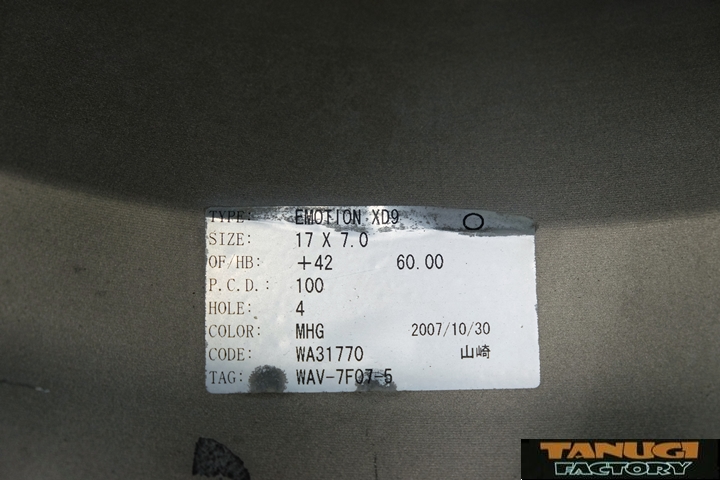 TYPE: EMOTION XD9 O
SIZE: 17 X 7.0
OF/HB: +42 60.00
P.C.D.: 100
HOLE: 4
COLOR: MHG 2007/10/30
CODE: WA31770 山崎
TAG: WAV-7F07-5
TANUGI
FACTORY